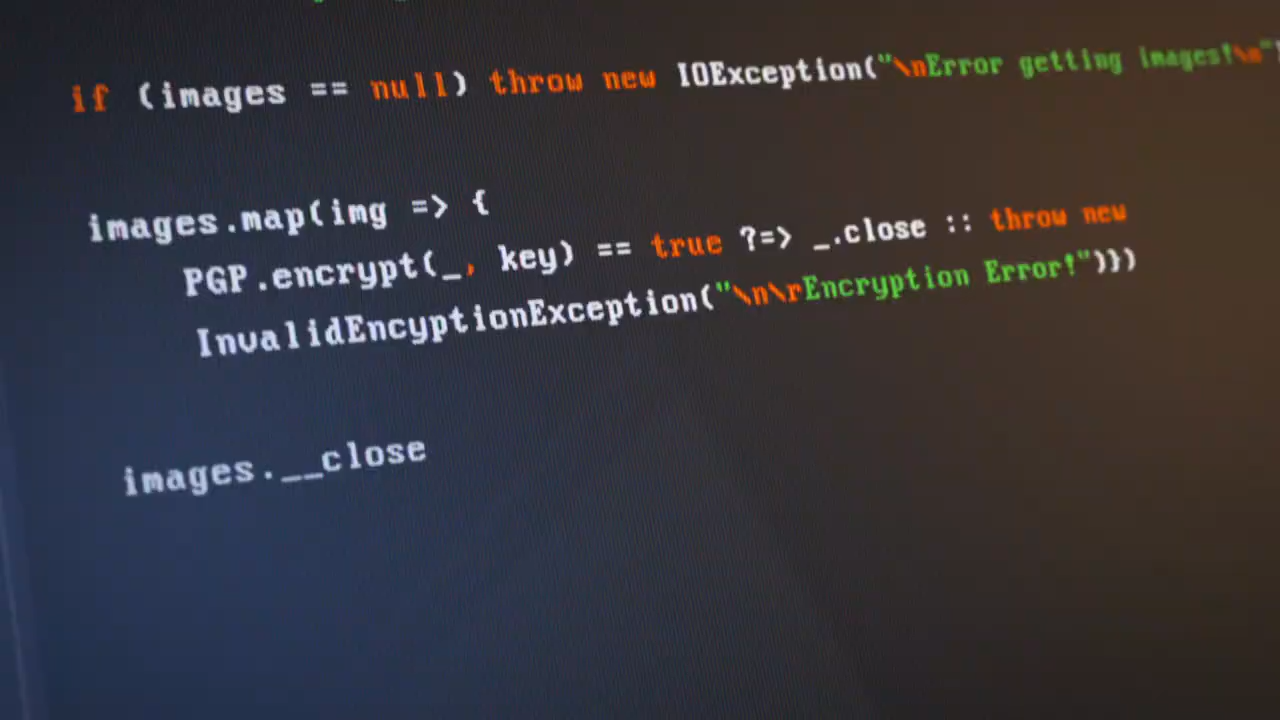 if (images == null) throw new IOException("\nError getting images!\n")
images.map(img => {
PGP.encrypt(_, key) == true ?=> _.close :: throw new
InvalidEncyptionException("\n\rEncryption Error!")})
images.__close